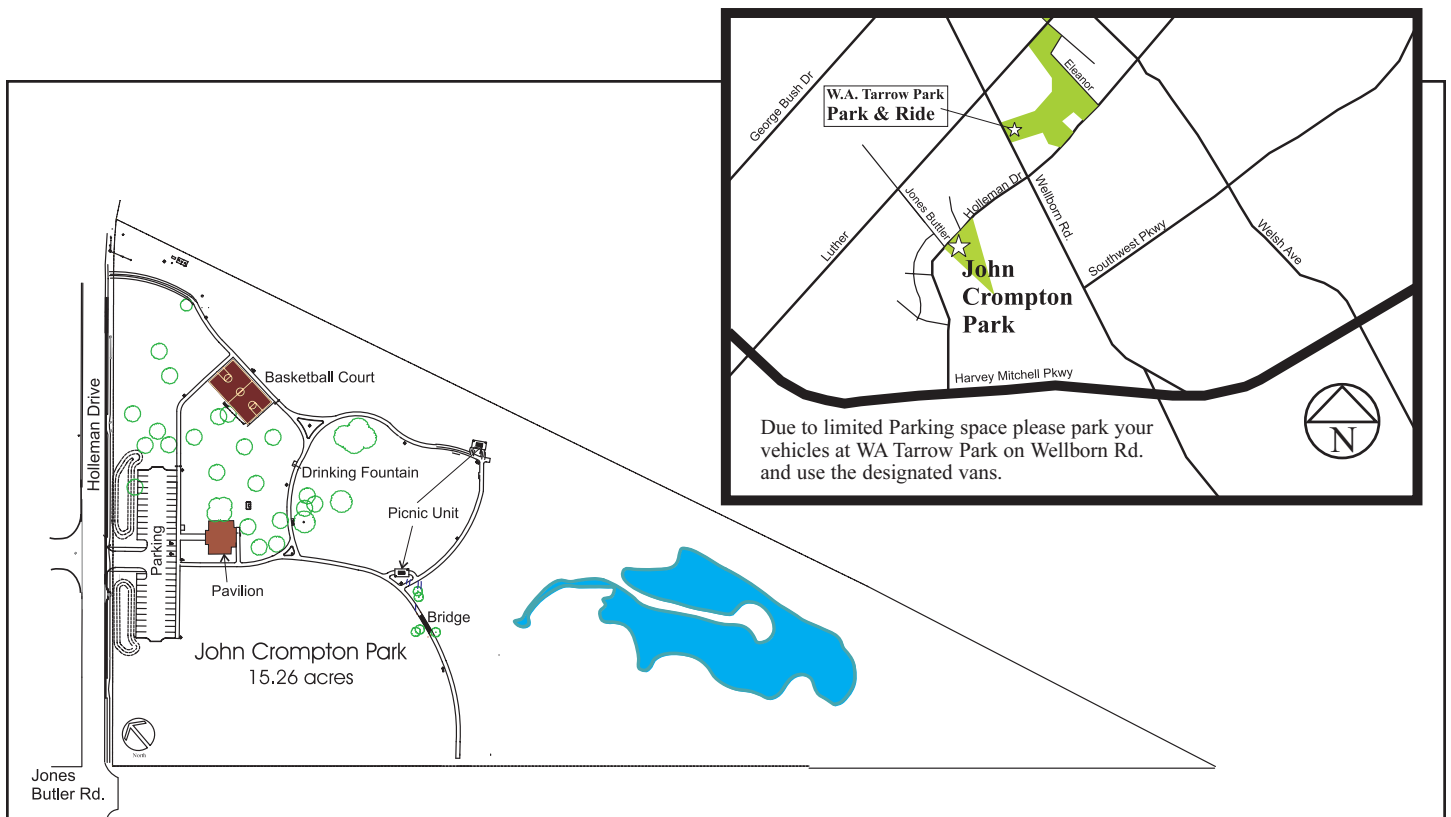 George Bush Dr
W.A. Tarrow Park
Park & Ride
Eleanor
Jones Buttler
Holleman Dr
Wellborn Rd.
Luther
Southwest Pkwy
Welsh Ave
John
Crompton
Park
Harvey Mitchell Pkwy
Due to limited Parking space please park your
vehicles at WA Tarrow Park on Wellborn Rd.
and use the designated vans.
N
Holleman Drive
Basketball Court
Drinking Fountain
Picnic Unit
Parking
Pavilion
Bridge
John Crompton Park
15.26 acres
North
Jones
Butler Rd.